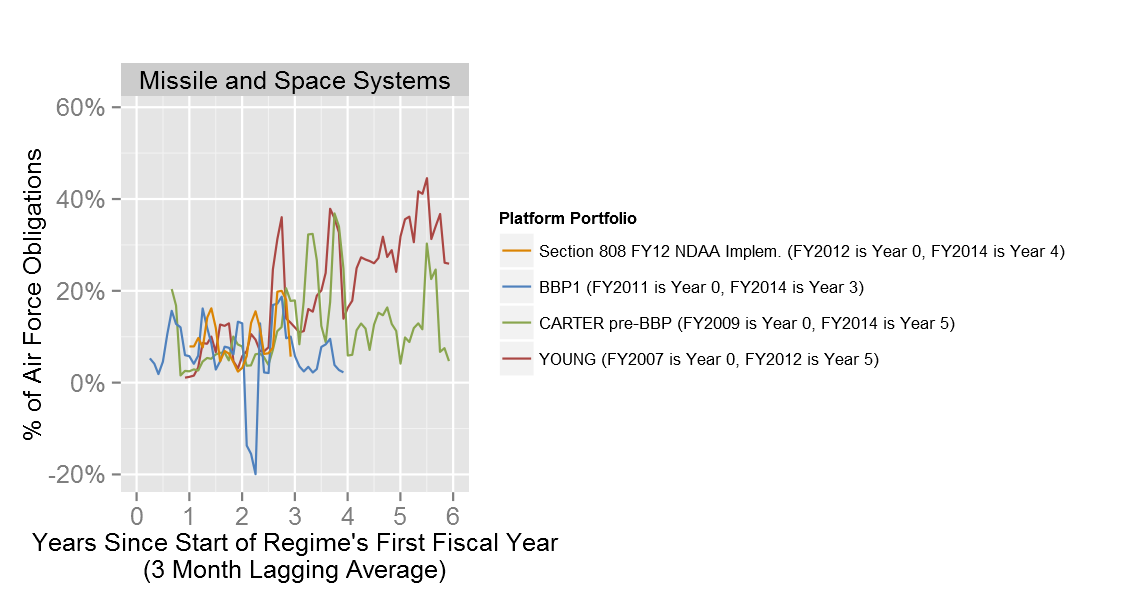 Missile and Space Systems
60%
40%
20%
0%
-20%
% of Air Force Obligations
0 1 2 3 4 5 6
Years Since Start of Regime's First Fiscal Year
(3 Month Lagging Average)
Platform Portfolio
Section 808 FY12 NDAA Implem. (FY2012 is Year 0, FY2014 is Year 4)
BBP1 (FY2011 is Year 0, FY2014 is Year 3)
CARTER pre-BBP (FY2009 is Year 0, FY2014 is Year 5)
YOUNG (FY2007 is Year 0, FY2012 is Year 5)